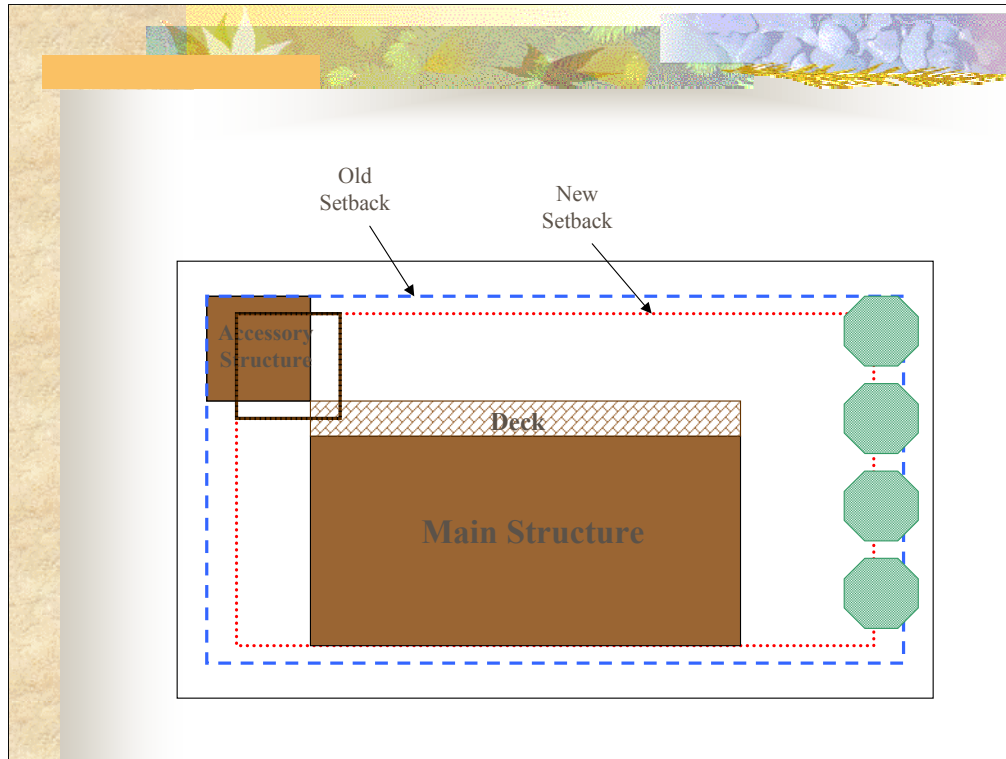 Old
Setback
New
Setback
Accessory
Structure
Deck
Main Structure